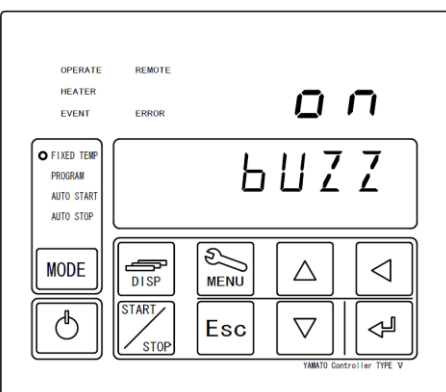 OPERATE REMOTE
HEATER
EVENT ERROR
on
FIXED TEMP
PROGRAM
AUTO START
AUTO STOP
bUZZ
MODE
DISP
MENU
START
STOP
Esc
YAMATO Controller TYPE V